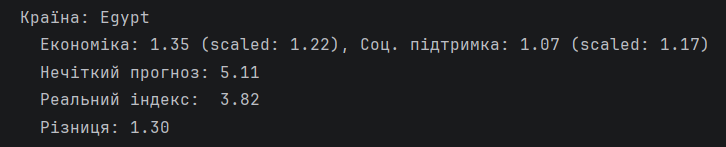 Країна: Egypt
Економіка: 1.35 (scaled: 1.22), Соц. підтримка: 1.07 (scaled: 1.17)
Нечіткий прогноз: 5.11
Реальний індекс:  3.82
Різниця: 1.30